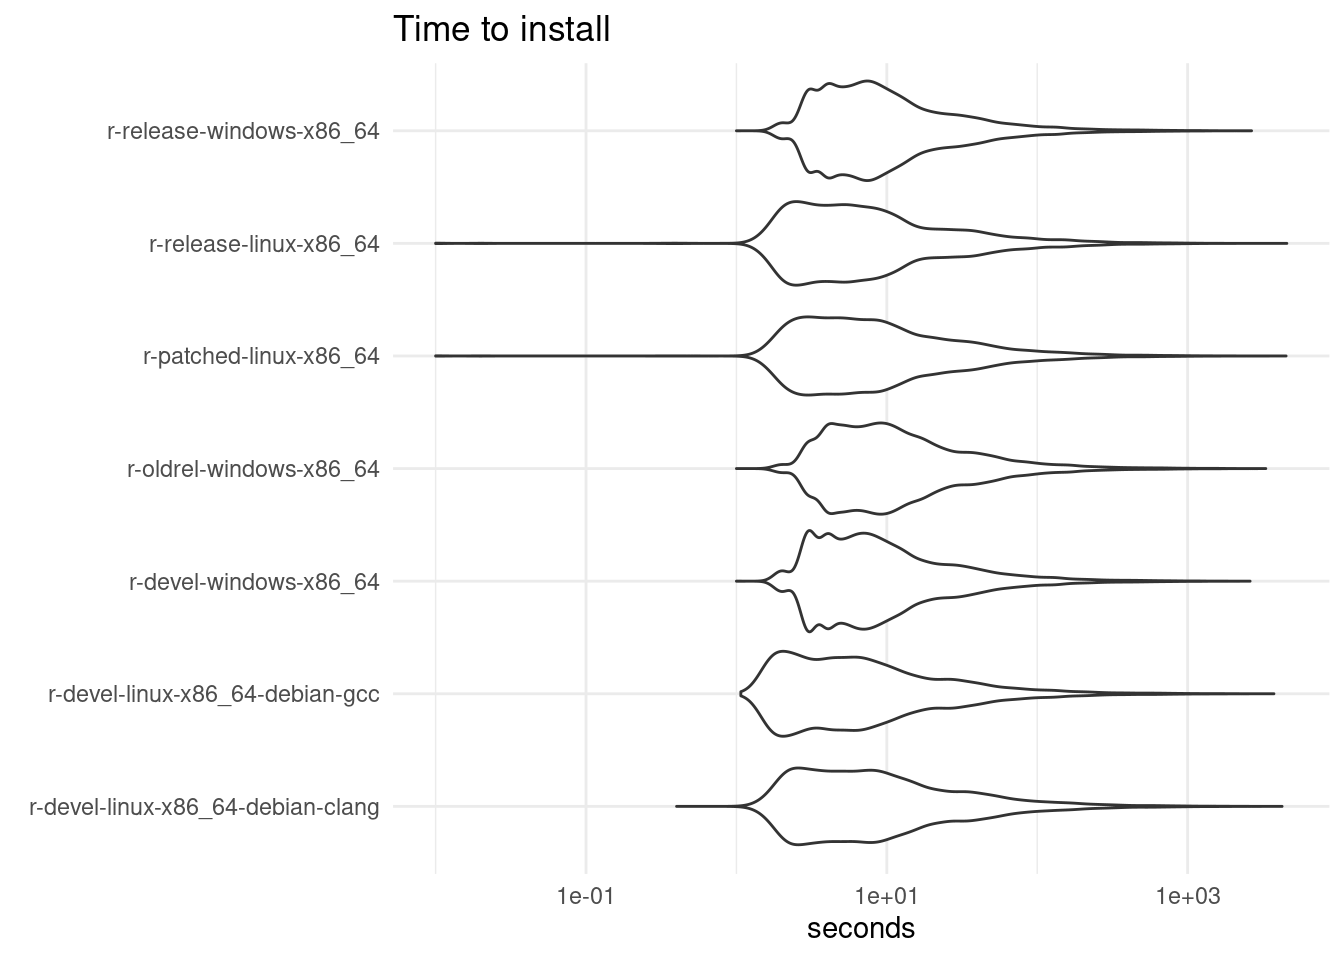 Time to install
r-release-windows-x86_64
r-release-linux-x86_64
r-patched-linux-x86_64
r-oldrel-windows-x86_64
r-devel-windows-x86_64
r-devel-linux-x86_64-debian-gcc
r-devel-linux-x86_64-debian-clang
1e-01 1e+01 1e+03
seconds